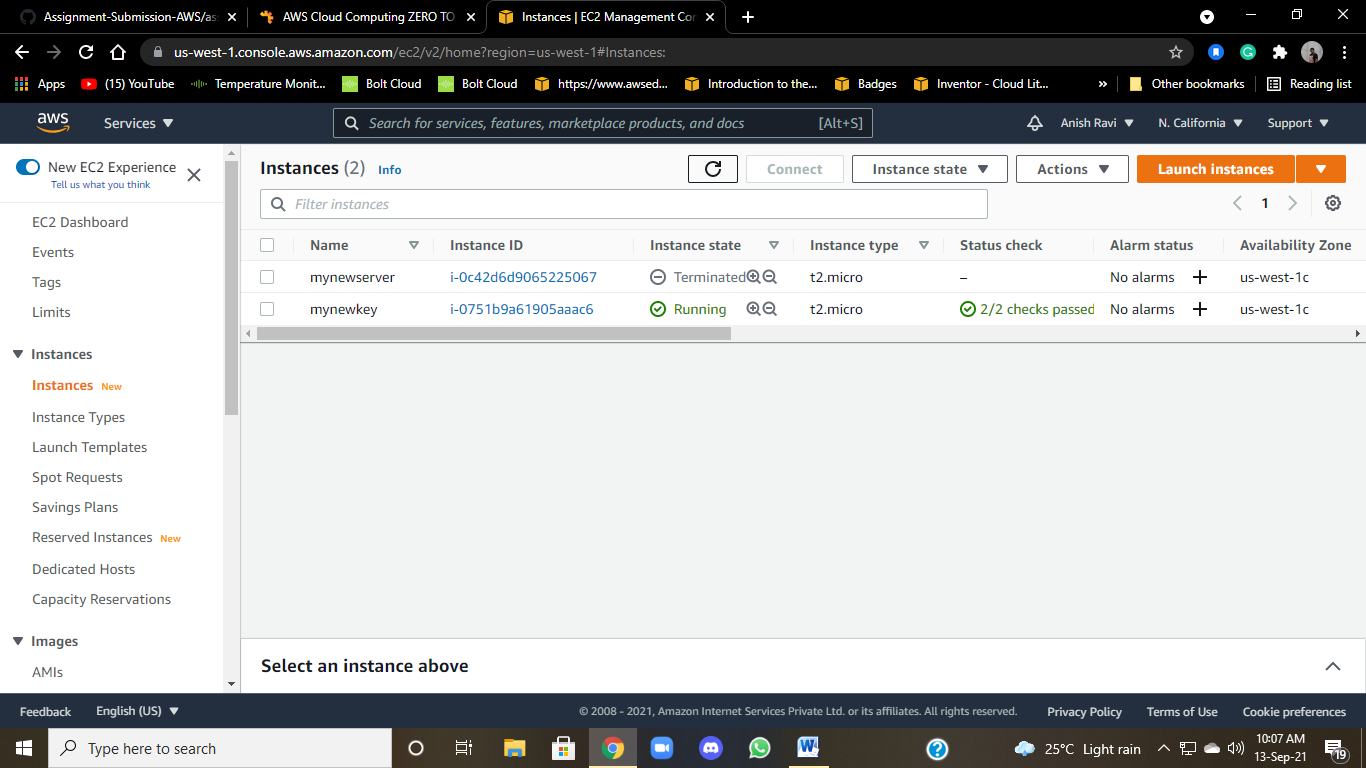 Assignment-Submission-AWS/as
AWS Cloud Computing ZERO TO
Instances | EC2 Management Con
us-west-1.console.aws.amazon.com/ec2/v2/home?region=us-west-1#Instances:
Apps
(15) YouTube
Temperature Monit...
Bolt Cloud
Bolt Cloud
https://www.awsed...
Introduction to the...
Badges
Inventor - Cloud Lit...
»
Other bookmarks
Reading list
aws
Services
Search for services, features, marketplace products, and docs
[Alt+S]
Anish Ravi
N. California
Support
New EC2 Experience
Tell us what you think
EC2 Dashboard
Events
Tags
Limits
Instances
Instances New
Instance Types
Launch Templates
Spot Requests
Savings Plans
Reserved Instances New
Dedicated Hosts
Capacity Reservations
Images
AMIs
Instances (2) Info
Connect
Instance state
Actions
Launch instances
Filter instances
1
Name Instance ID Instance state Instance type Status check Alarm status Availability Zone
mynewserver i-0c42d6d9065225067 Terminated t2.micro – No alarms + us-west-1c
mynewkey i-0751b9a61905aaac6 Running t2.micro 2/2 checks passed No alarms + us-west-1c
Select an instance above
Feedback
English (US)
© 2008 - 2021, Amazon Internet Services Private Ltd. or its affiliates. All rights reserved.
Privacy Policy
Terms of Use
Cookie preferences
Type here to search
25°C Light rain
10:07 AM
13-Sep-21
19